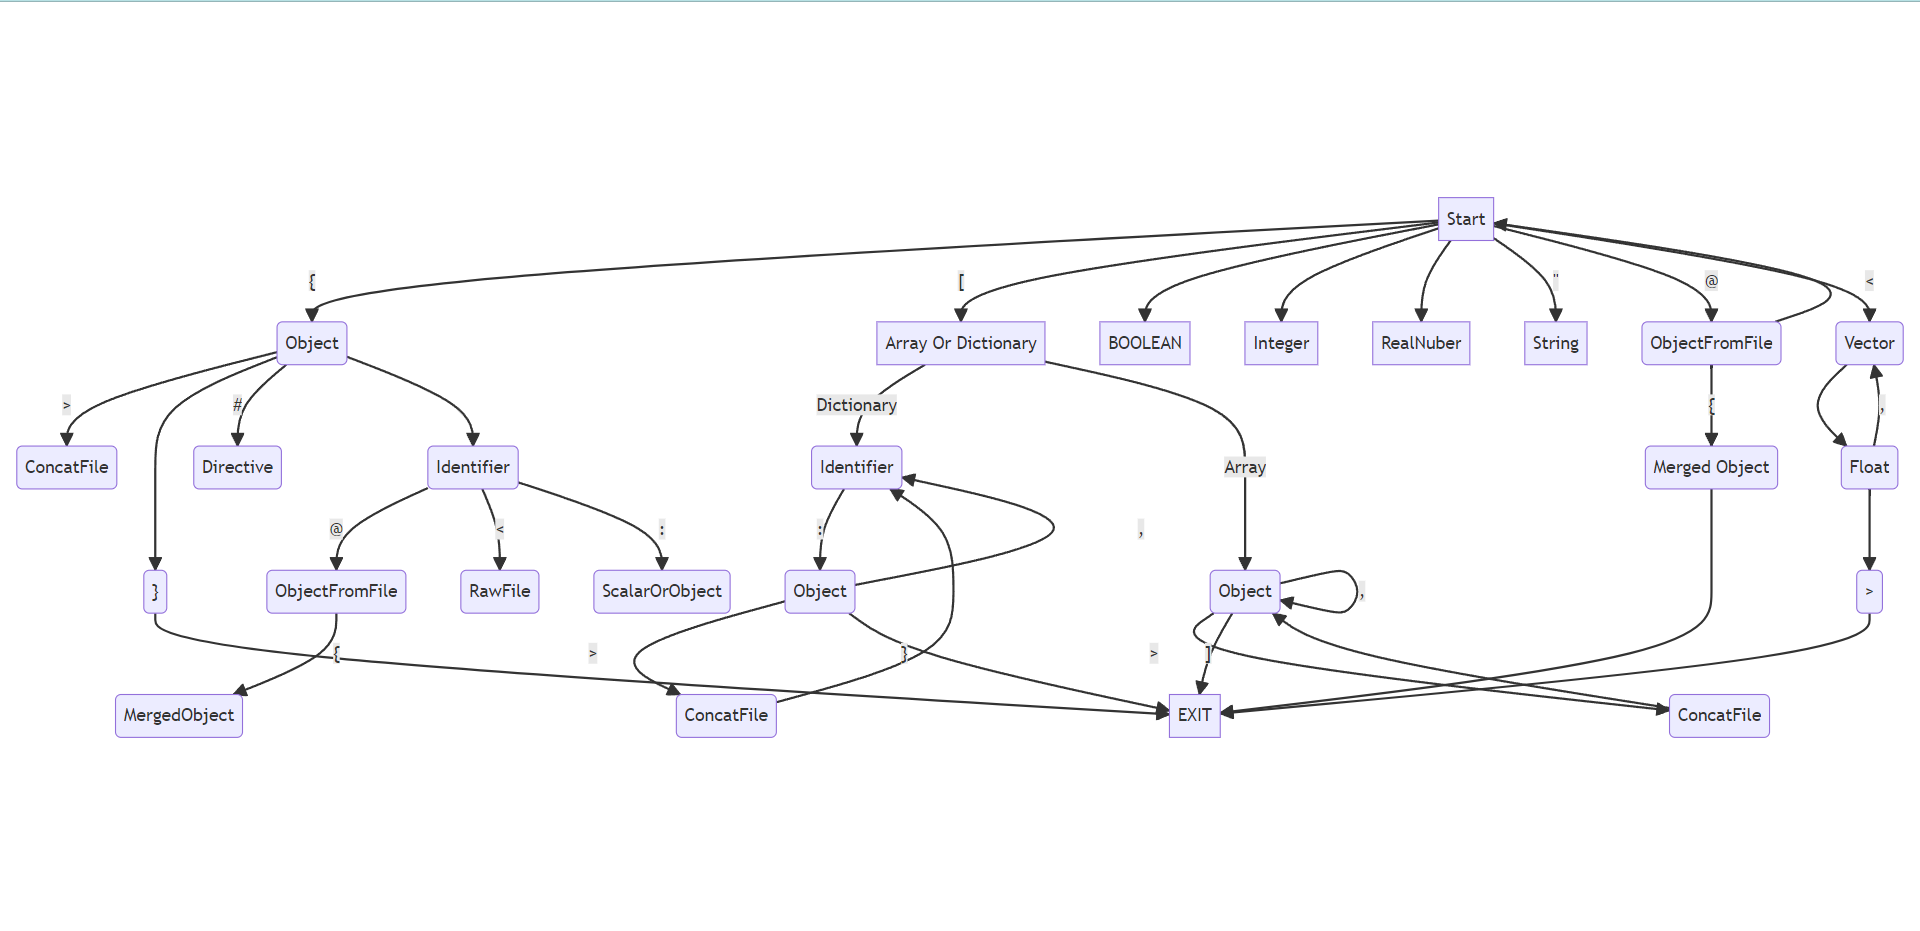 Start
{
[
"
@
<
Object
Array Or Dictionary
BOOLEAN
Integer
RealNuber
String
ObjectFromFile
Vector
>
#
Dictionary
{
,
ConcatFile
Directive
Identifier
Identifier
Array
Merged Object
Float
@
<
:
:
,
}
ObjectFromFile
RawFile
ScalarOrObject
Object
Object
,
>
{
>
}
>
]
MergedObject
ConcatFile
EXIT
ConcatFile